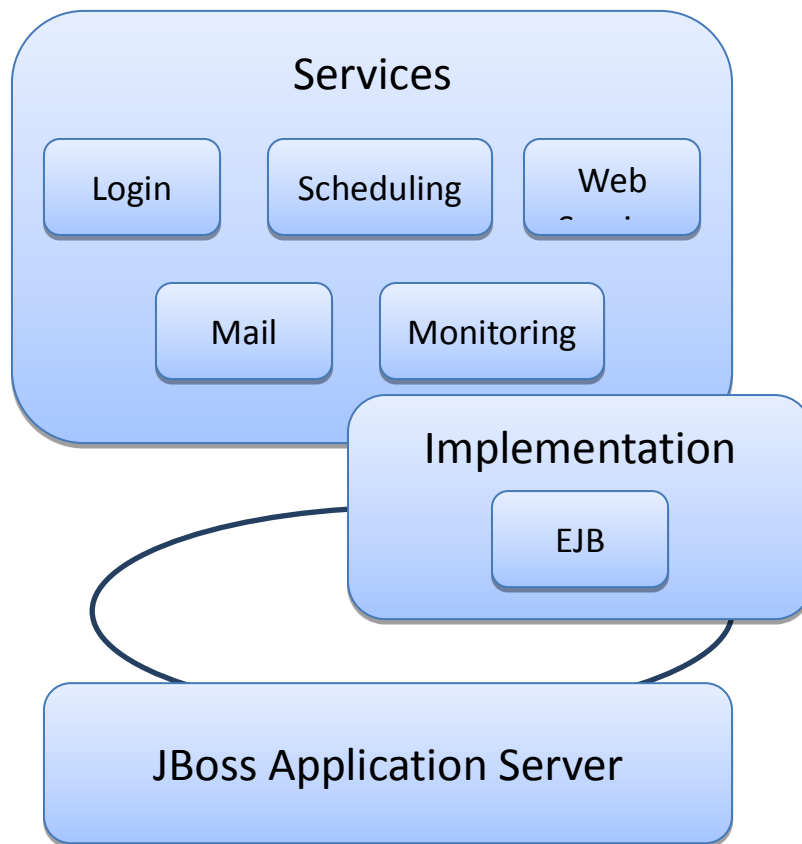 Services
Login
Scheduling
Web
Mail
Monitoring
Implementation
EJB
JBoss Application Server